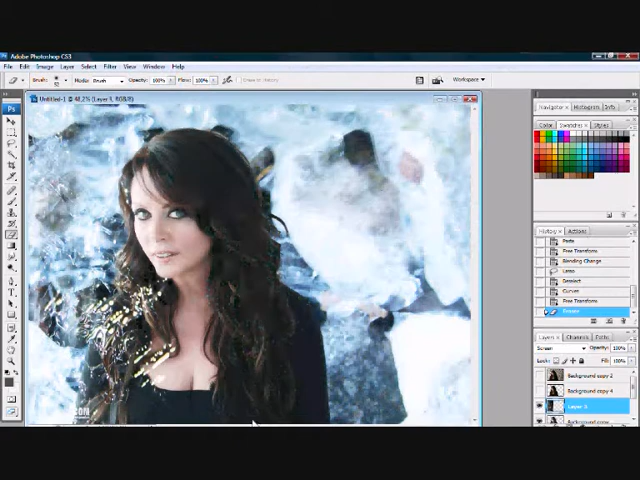 Adobe Photoshop CS3
File Edit Image Layer Select Filter View Window Help
Brush: Mode: Brush Opacity: 100% Flow: 100% Workspace
Untitled-1 @ 48,2% (Layer 3, RGB/8)
Navigator Histogram Info
Color Swatches Styles
History Actions
Paste
Free Transform
Blending Change
Lasso
Deselect
Curves
Free Transform
Eraser
Layers Channels Paths
Screen Opacity: 100%
Lock: Fill: 100%
Background copy 2
Background copy 4
Layer 3
Background copy
Ps